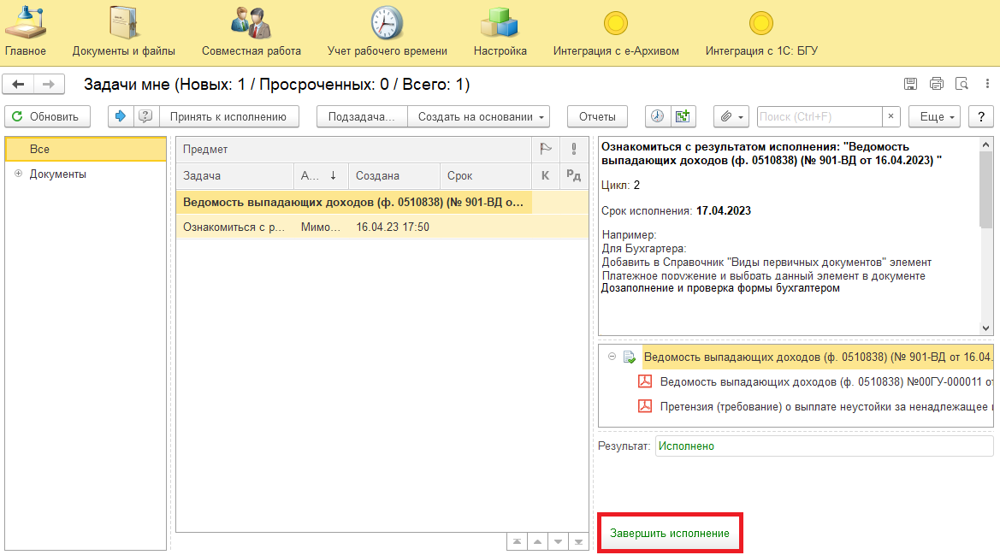 Главное
Документы и файлы
Совместная работа
Учет рабочего времени
Настройка
Интеграция с е-Архивом
Интеграция с 1С: БГУ
Задачи мне (Новых: 1 / Просроченных: 0 / Всего: 1)
Обновить
Принять к исполнению
Подзадача...
Создать на основании
Отчеты
Поиск (Ctrl+F)
×
Еще
?
Все
Документы
Предмет
Задача
А...
Создана
Срок
К
Рд
Ведомость выпадающих доходов (ф. 0510838) (№ 901-ВД о...
Ознакомиться с р...
Мимо...
16.04.23 17:50
Ознакомиться с результатом исполнения: "Ведомость
выпадающих доходов (ф. 0510838) (№ 901-ВД от 16.04.2023) "
Цикл: 2
Срок исполнения: 17.04.2023
Например:
Для Бухгартера:
Добавить в Справочник "Виды первичных документов" элемент
Платежное поружение и выбрать данный элемент в документе
Дозаполнение и проверка формы бухгалтером
Ведомость выпадающих доходов (ф. 0510838) (№ 901-ВД от 16.04.
Ведомость выпадающих доходов (ф. 0510838) №00ГУ-000011 от
Претензия (требование) о выплате неустойки за ненадлежащее
Результат:
Исполнено
Завершить исполнение